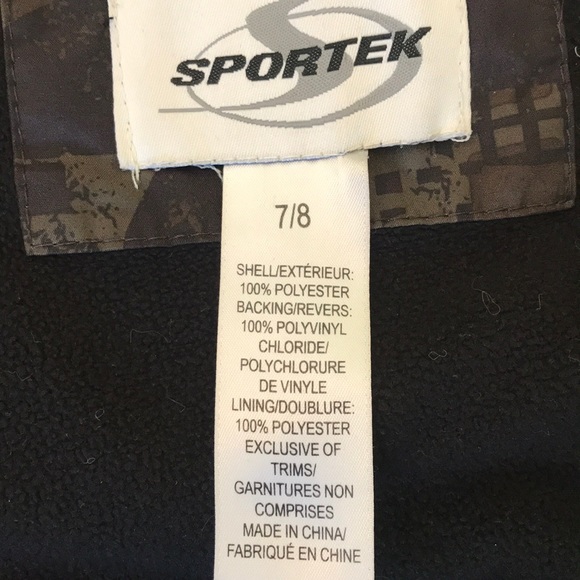 SPORTEK
7/8
SHELL/EXTÉRIEUR:
100% POLYESTER
BACKING/REVERS:
100% POLYVINYL
CHLORIDE/
POLYCHLORURE
DE VINYLE
LINING/DOUBLURE:
100% POLYESTER
EXCLUSIVE OF
TRIMS/
GARNITURES NON
COMPRISES
MADE IN CHINA/
FABRIQUÉ EN CHINE